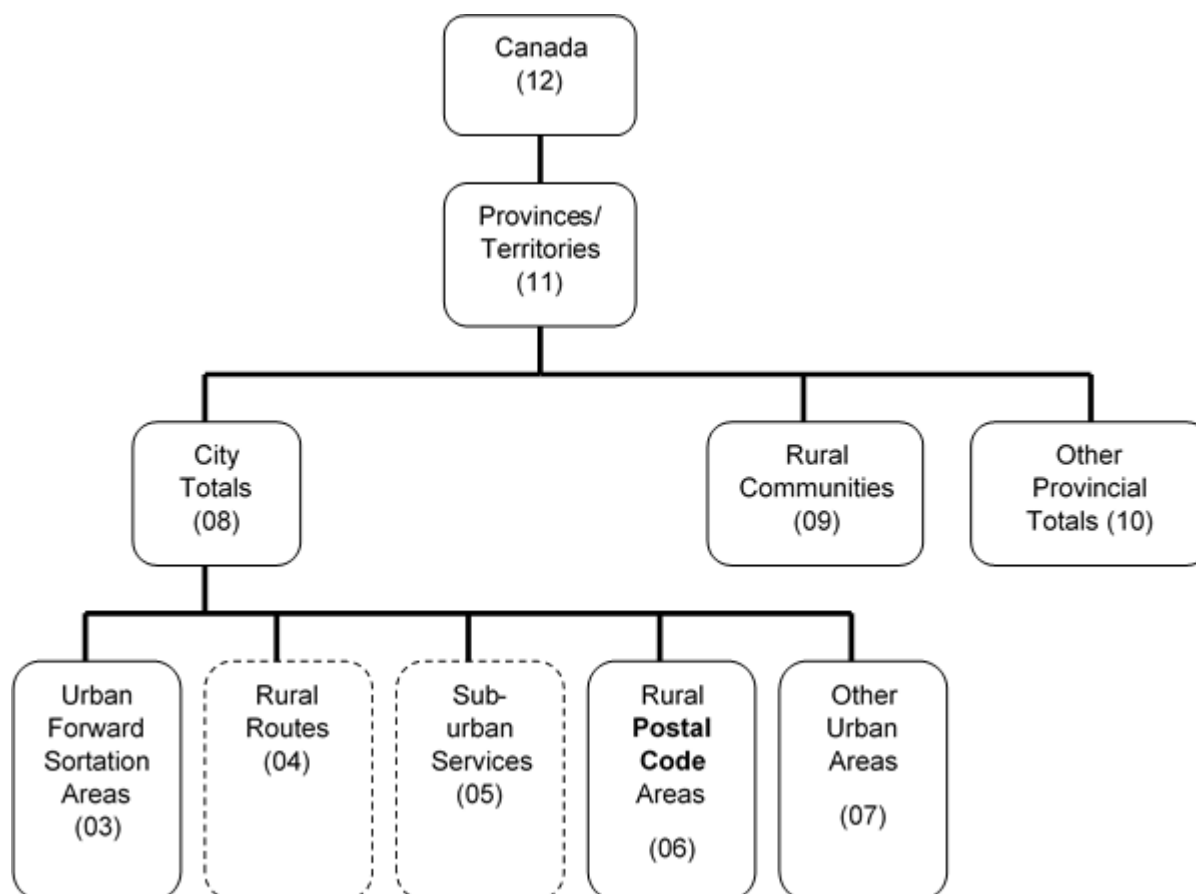 Canada
(12)
Provinces/
Territories
(11)
City
Totals
(08)
Rural
Communities
(09)
Other
Provincial
Totals (10)
Urban
Forward
Sortation
Areas
(03)
Rural
Routes
(04)
Sub-
urban
Services
(05)
Rural
Postal
Code
Areas
(06)
Other
Urban
Areas
(07)